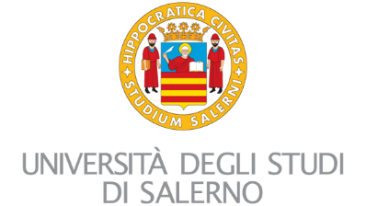 HIPPOCRATICA CIVITAS
STUDIUM SALERNI
UNIVERSITÀ DEGLI STUDI
DI SALERNO